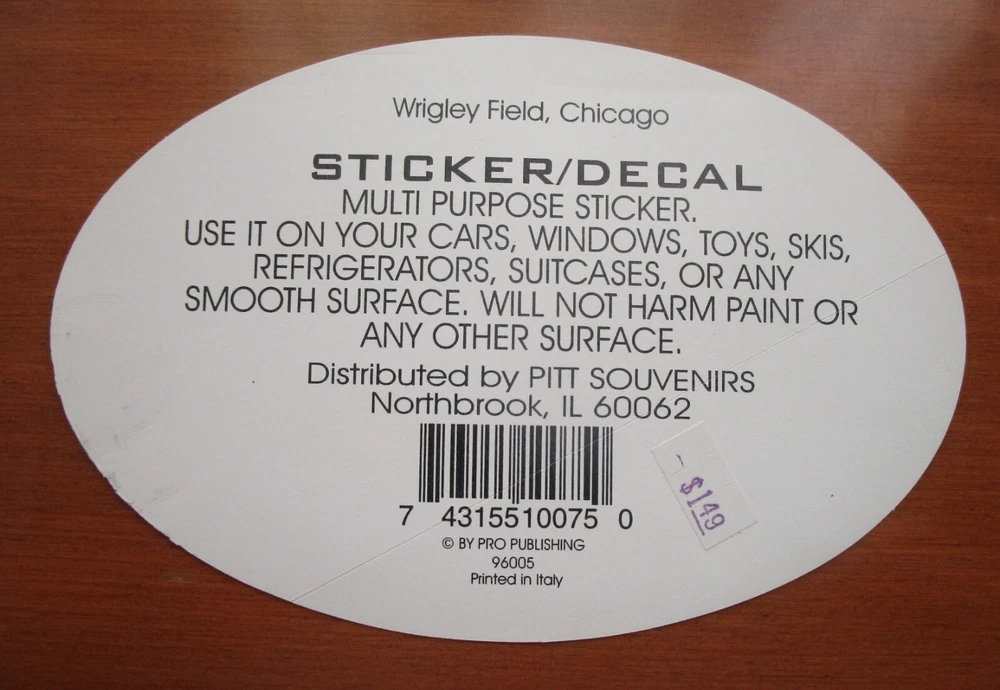 Wrigley Field, Chicago
STICKER/DECAL
MULTI PURPOSE STICKER.
USE IT ON YOUR CARS, WINDOWS, TOYS, SKIS,
REFRIGERATORS, SUITCASES, OR ANY
SMOOTH SURFACE. WILL NOT HARM PAINT OR
ANY OTHER SURFACE.
Distributed by PITT SOUVENIRS
Northbrook, IL 60062
7 4315510075 0
- $149
© BY PRO PUBLISHING
96005
Printed in Italy